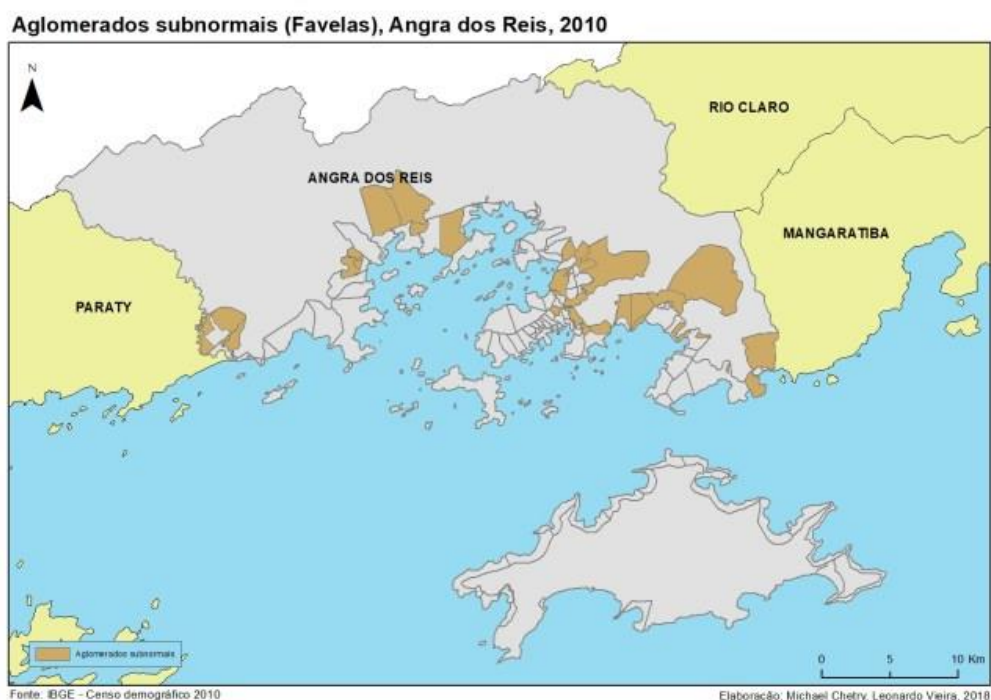 Aglomerados subnormais (Favelas), Angra dos Reis, 2010
N
RIO CLARO
ANGRA DOS REIS
MANGARATIBA
PARATY
Aglomerados subnormais
0 5 10 Km
Fonte: IBGE - Censo demográfico 2010
Elaboração: Michael Chetry, Leonardo Vieira, 2016